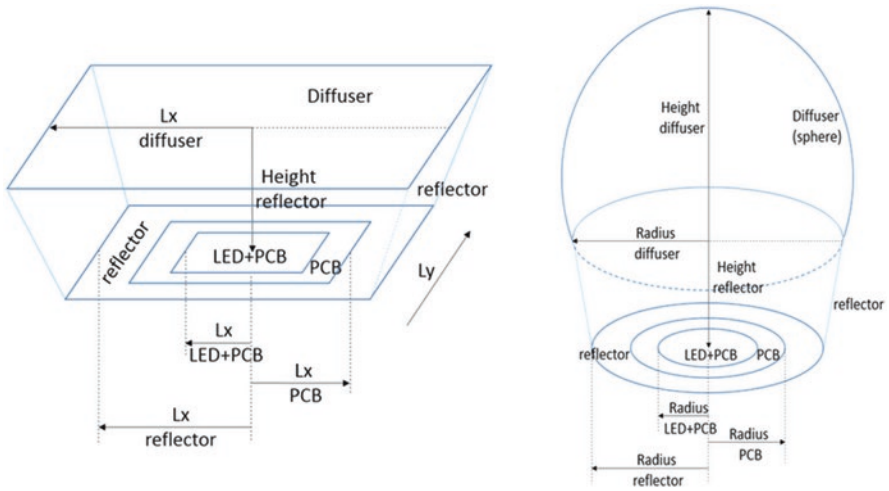 Diffuser
Lx
diffuser
Height
reflector
reflector
reflector
LED+PCB
PCB
Ly
Lx
LED+PCB
Lx
PCB
Lx
reflector
Height
diffuser
Diffuser
(sphere)
Radius
diffuser
Height
reflector
reflector
reflector
LED+PCB
PCB
Radius
LED+PCB
Radius
PCB
Radius
reflector